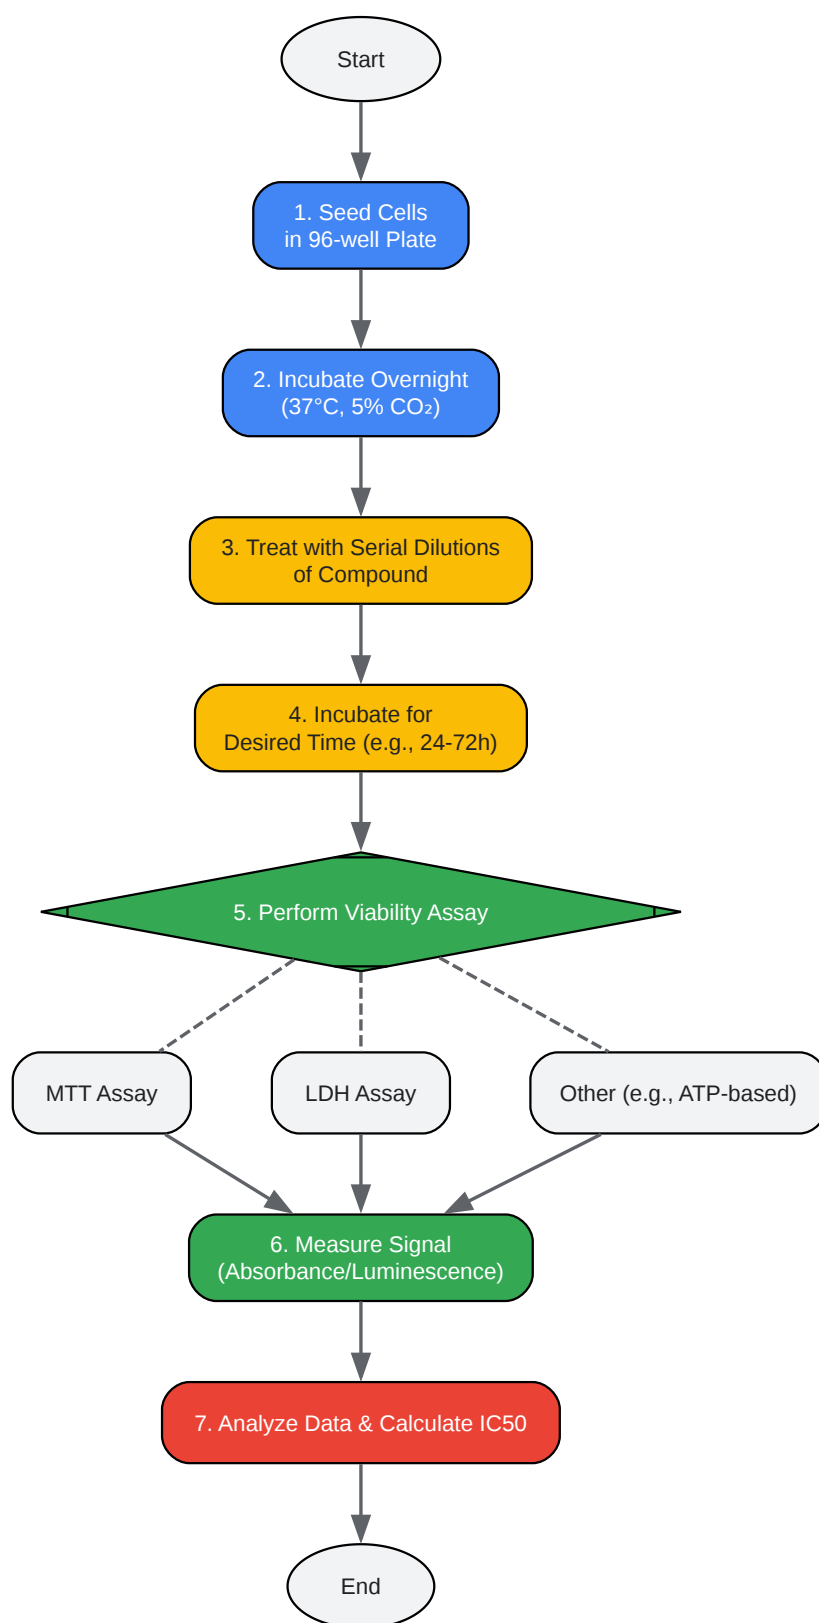 Start
1. Seed Cells
in 96-well Plate
2. Incubate Overnight
(37°C, 5% CO₂)
3. Treat with Serial Dilutions
of Compound
4. Incubate for
Desired Time (e.g., 24-72h)
5. Perform Viability Assay
MTT Assay
LDH Assay
Other (e.g., ATP-based)
6. Measure Signal
(Absorbance/Luminescence)
7. Analyze Data & Calculate IC50
End